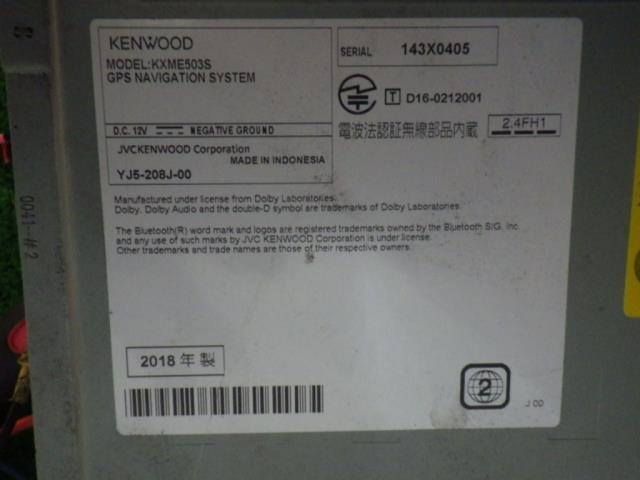 KENWOOD
MODEL:KXME503S
GPS NAVIGATION SYSTEM
SERIAL 143X0405
T D16-0212001
D.C. 12V NEGATIVE GROUND
電波法認証無線部品内蔵
2.4FH1
JVCKENWOOD Corporation
MADE IN INDONESIA
YJ5-208J-00
Manufactured under license from Dolby Laboratories.
Dolby, Dolby Audio and the double-D symbol are trademarks of Dolby Laboratories.
The Bluetooth(R) word mark and logos are registered trademarks owned by the Bluetooth SIG, Inc.
and any use of such marks by JVC KENWOOD Corporation is under license.
Other trademarks and trade names are those of their respective owners.
2018 年 製
2
J 00
0041-#2